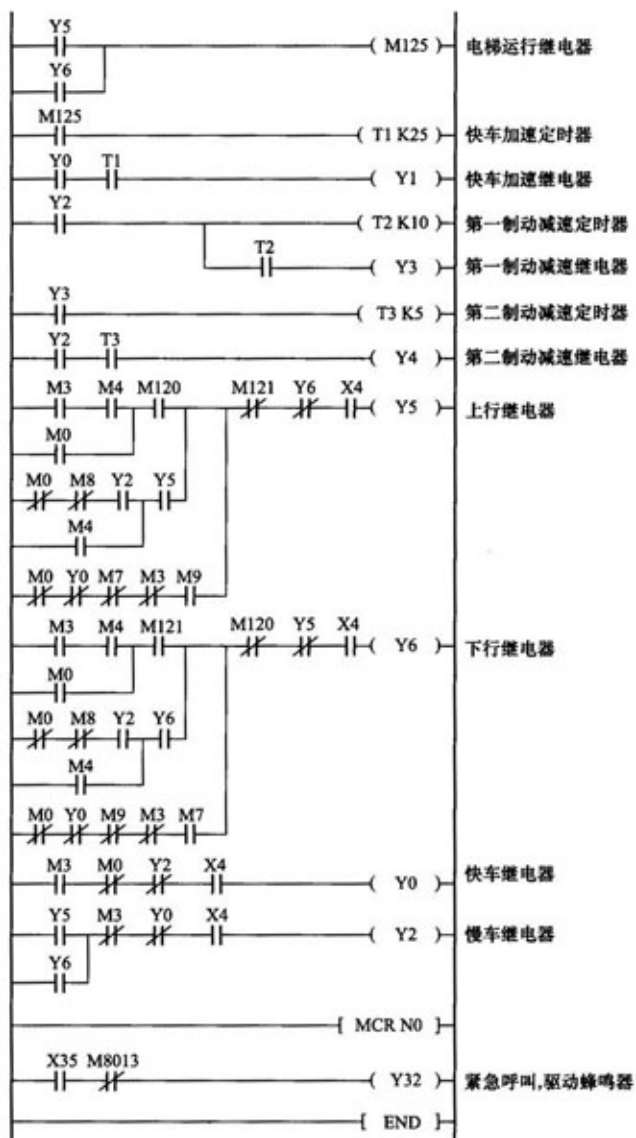 Y5
( M125 ) 电梯运行继电器
Y6
M125
( T1 K25 ) 快车加速定时器
Y0 T1
( Y1 ) 快车加速继电器
Y2
( T2 K10 ) 第一制动减速定时器
T2
( Y3 ) 第一制动减速继电器
Y3
( T3 K5 ) 第二制动减速定时器
Y2 T3
( Y4 ) 第二制动减速继电器
M3 M4 M120 M121 Y6 X4
( Y5 ) 上行继电器
M0
M0 M8 Y2 Y5
M4
M0 Y0 M7 M3 M9
M3 M4 M121 M120 Y5 X4
( Y6 ) 下行继电器
M0
M0 M8 Y2 Y6
M4
M0 Y0 M9 M3 M7
M3 M0 Y2 X4
( Y0 ) 快车继电器
Y5 M3 Y0 X4
( Y2 ) 慢车继电器
Y6
[ MCR N0 ]
X35 M8013
( Y32 ) 紧急呼叫,驱动蜂鸣器
[ END ]